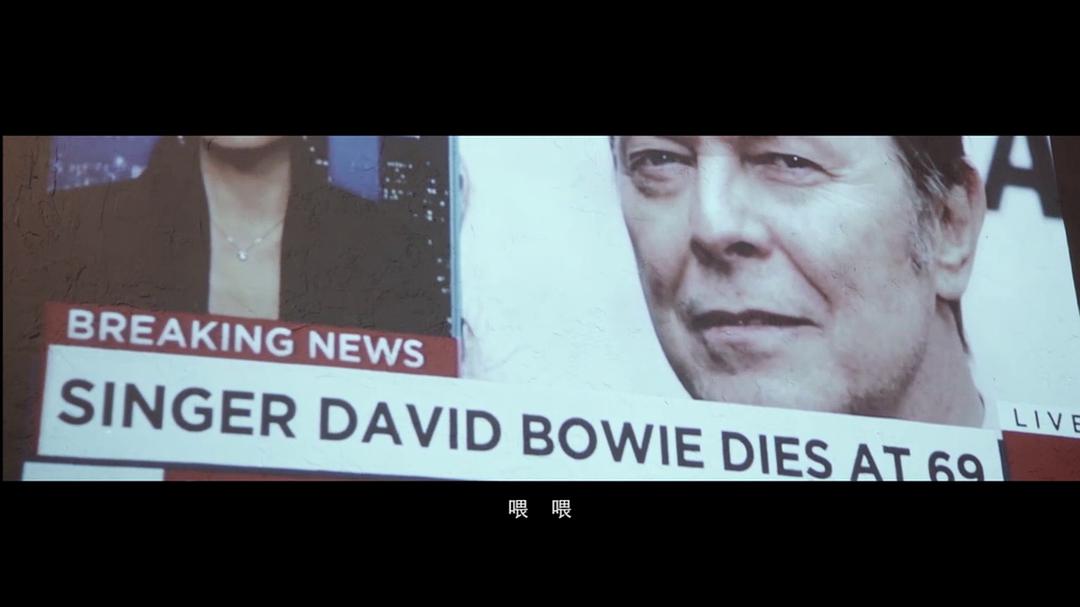 A
BREAKING NEWS
SINGER DAVID BOWIE DIES AT 69
LIVE
喂 喂